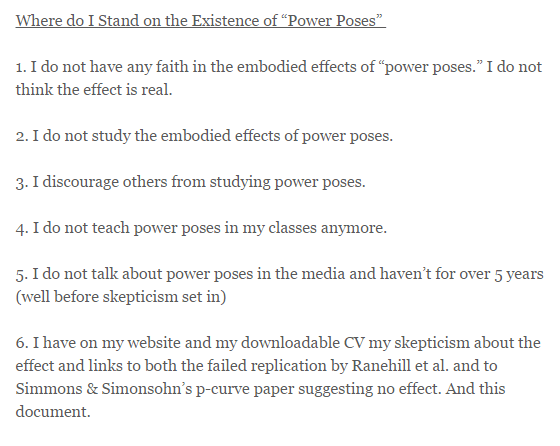 Where do I Stand on the Existence of “Power Poses”
1. I do not have any faith in the embodied effects of “power poses.” I do not
think the effect is real.
2. I do not study the embodied effects of power poses.
3. I discourage others from studying power poses.
4. I do not teach power poses in my classes anymore.
5. I do not talk about power poses in the media and haven’t for over 5 years
(well before skepticism set in)
6. I have on my website and my downloadable CV my skepticism about the
effect and links to both the failed replication by Ranehill et al. and to
Simmons & Simonsohn’s p-curve paper suggesting no effect. And this
document.